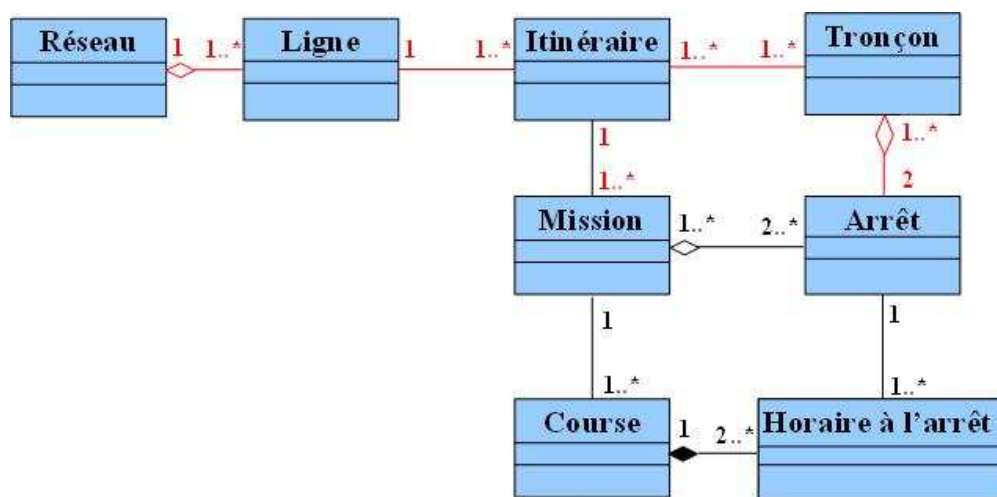 Réseau
1
1..*
Ligne
1
1..*
Itinéraire
1..*
1..*
Tronçon
1
1..*
1..*
2
Mission
1..*
2..*
Arrêt
1
1..*
1
1..*
Course
1
2..*
Horaire à l'arrêt